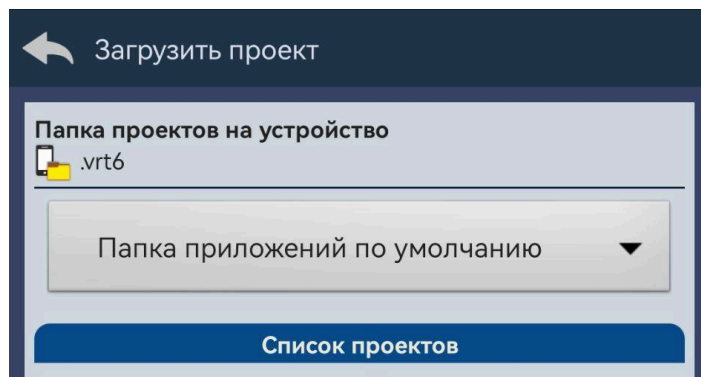 Загрузить проект
Папка проектов на устройство
.vrt6
Папка приложений по умолчанию
Список проектов